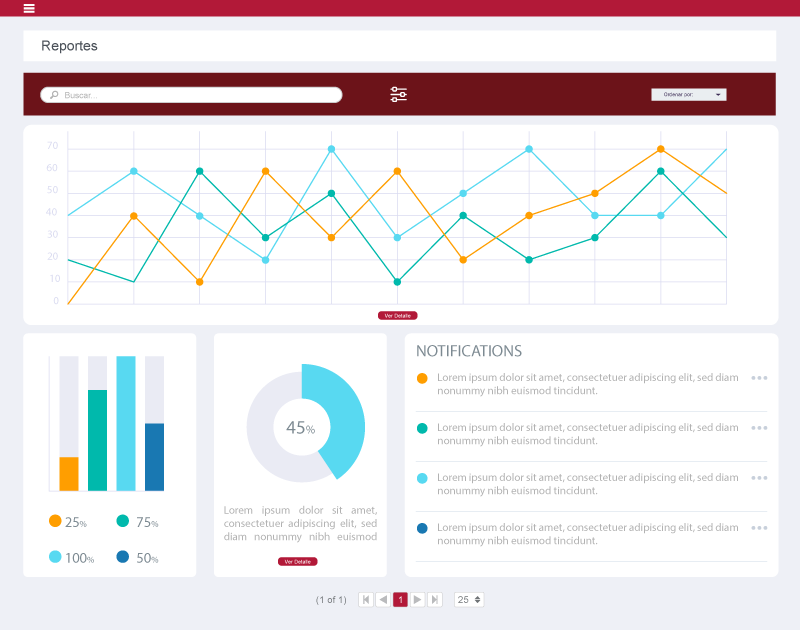 Reportes
Buscar...
Ordenar por:
70
60
50
40
30
20
10
0
Ver Detalle
25%
75%
100%
50%
45%
Lorem ipsum dolor sit amet,
consectetuer adipiscing elit, sed
diam nonummy nibh euismod
Ver Detalle
NOTIFICATIONS
Lorem ipsum dolor sit amet, consectetuer adipiscing elit, sed diam
nonummy nibh euismod tincidunt.
Lorem ipsum dolor sit amet, consectetuer adipiscing elit, sed diam
nonummy nibh euismod tincidunt.
Lorem ipsum dolor sit amet, consectetuer adipiscing elit, sed diam
nonummy nibh euismod tincidunt.
Lorem ipsum dolor sit amet, consectetuer adipiscing elit, sed diam
nonummy nibh euismod tincidunt.
(1 of 1) 1 25